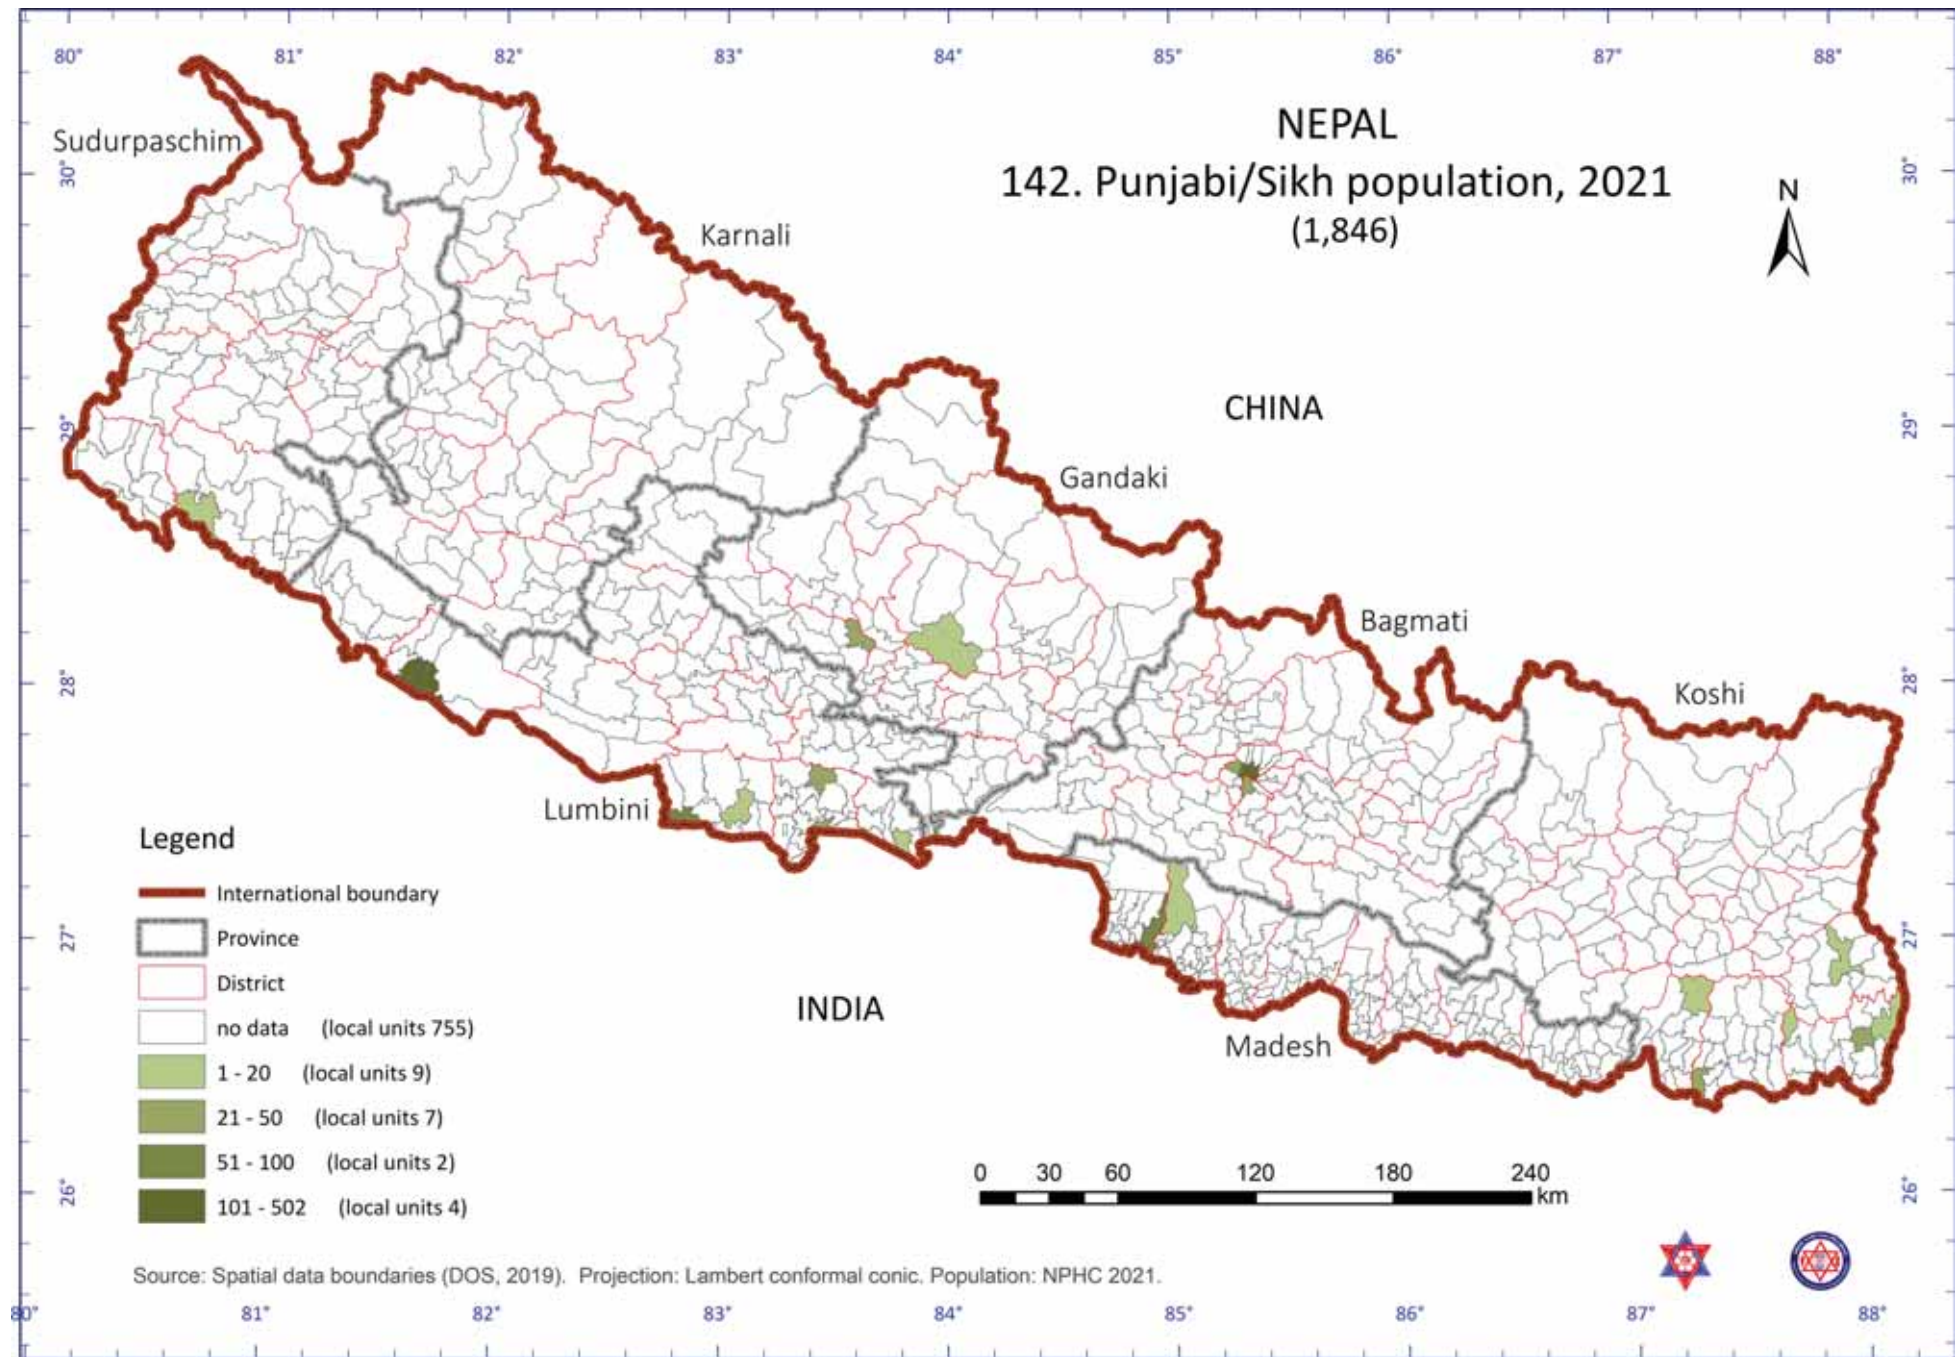 80° 81° 82° 83° 84° 85° 86° 87° 88°
NEPAL
142. Punjabi/Sikh population, 2021
(1,846)
N
Sudurpaschim
30° 30°
Karnali
CHINA
29° 29°
Gandaki
Bagmati
28° 28°
Koshi
Lumbini
Legend
International boundary
Province
District
no data (local units 755)
1 - 20 (local units 9)
21 - 50 (local units 7)
51 - 100 (local units 2)
101 - 502 (local units 4)
27° 27°
INDIA
Madesh
0 30 60 120 180 240
km
26° 26°
Source: Spatial data boundaries (DOS, 2019). Projection: Lambert conformal conic. Population: NPHC 2021.
80° 81° 82° 83° 84° 85° 86° 87° 88°